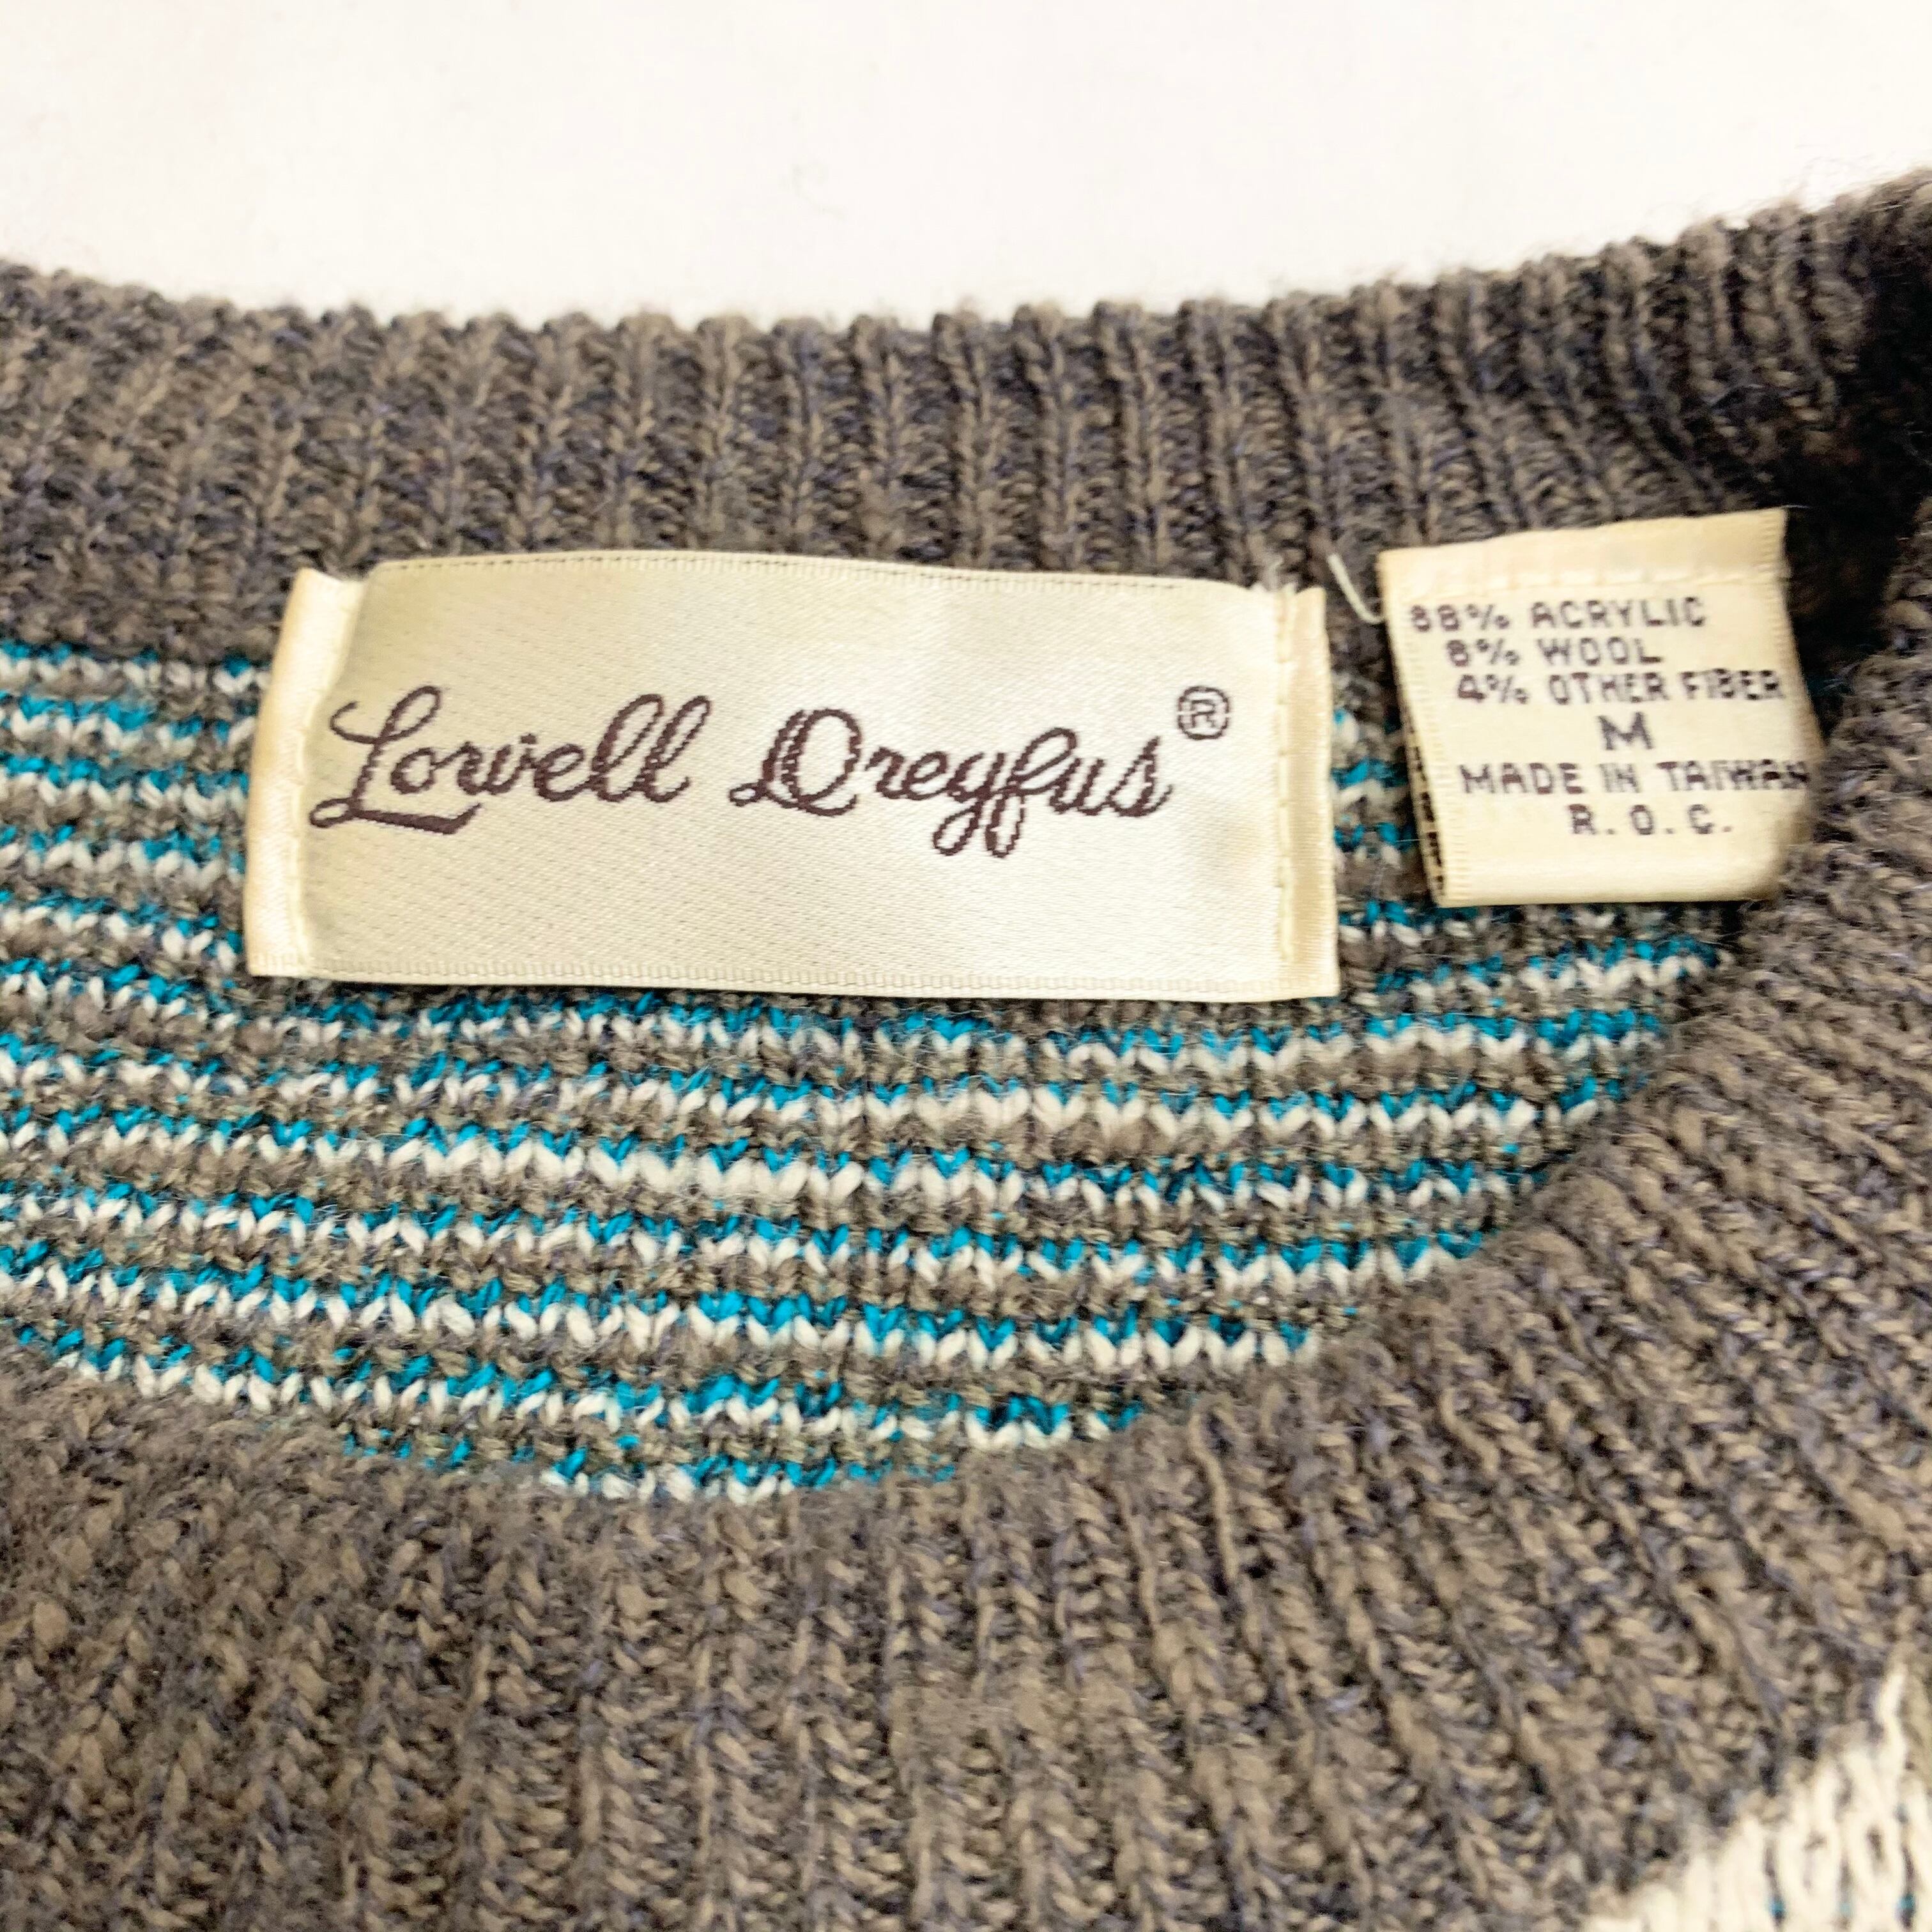 Lowell Dreyfus®
88% ACRYLIC
8% WOOL
4% OTHER FIBER
M
MADE IN TAIWAN
R.O.C.